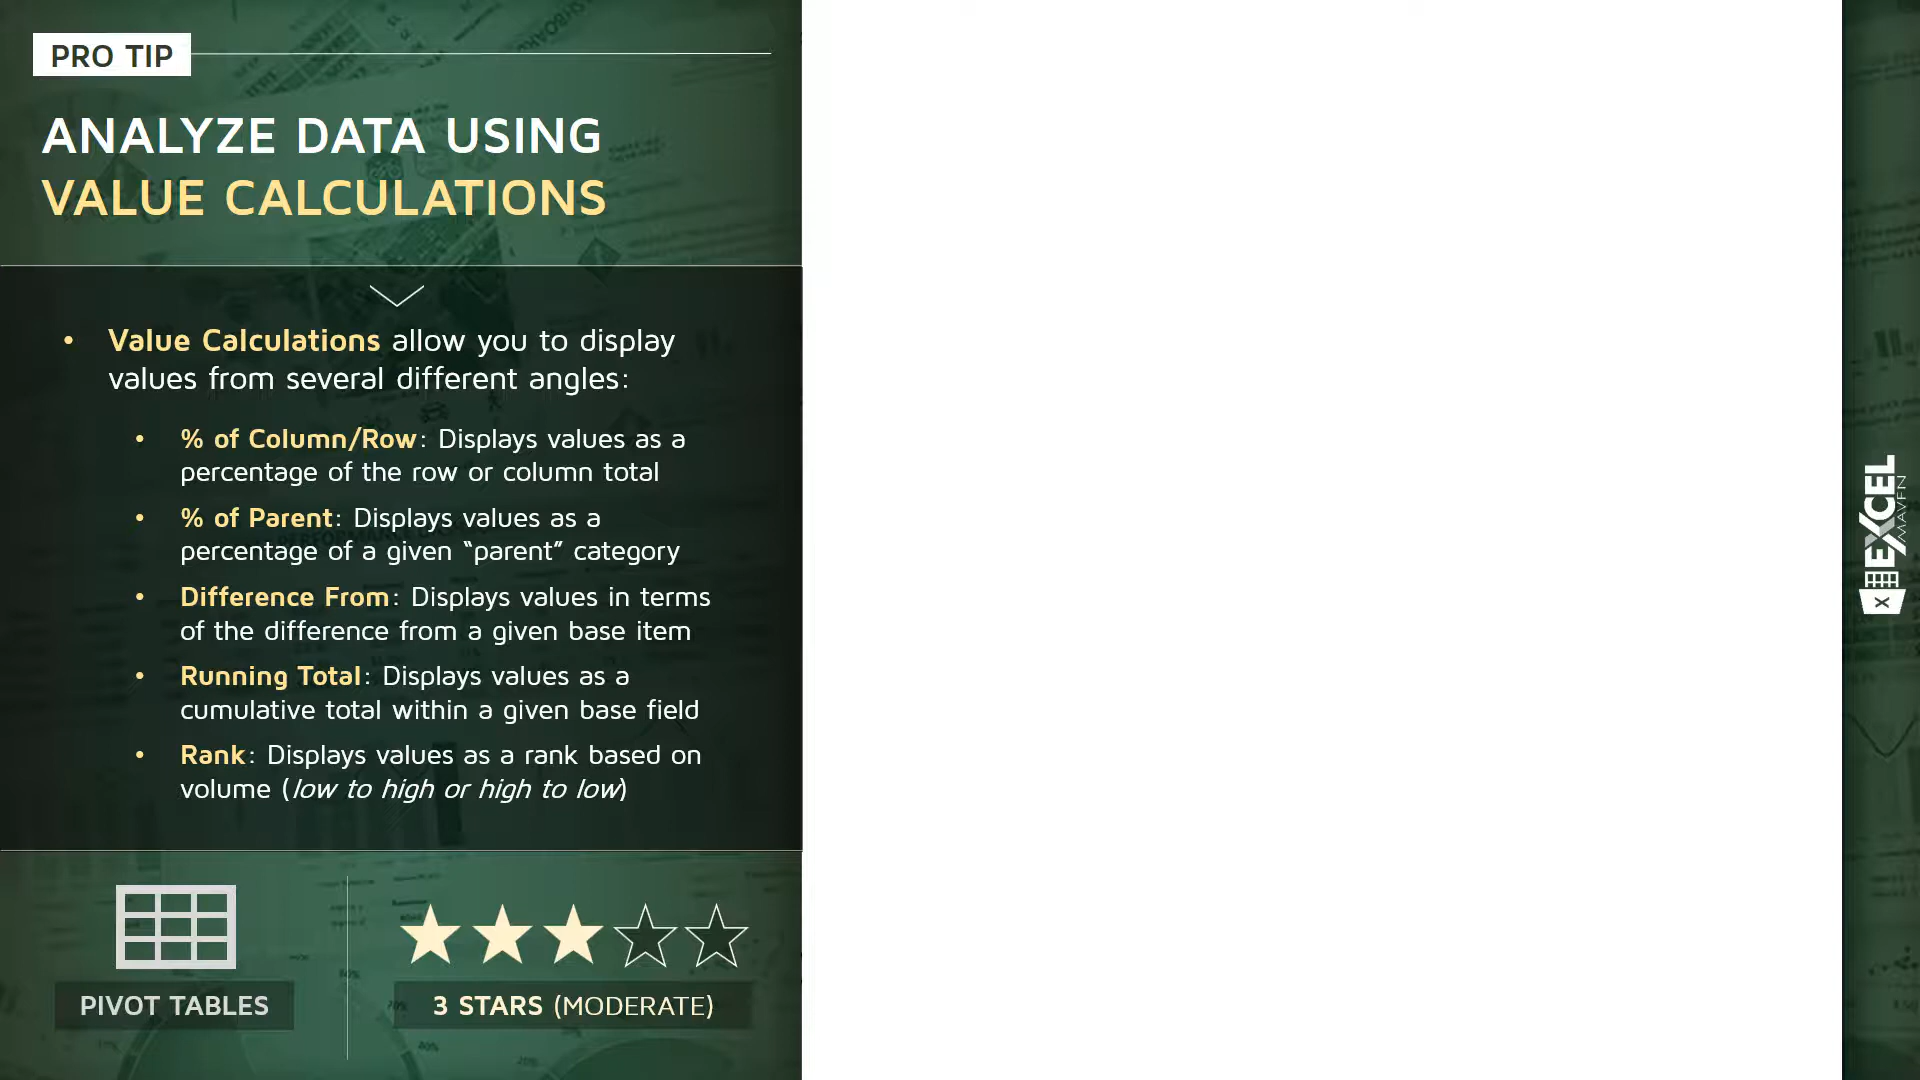 PRO TIP
ANALYZE DATA USING
VALUE CALCULATIONS
• Value Calculations allow you to display
values from several different angles:
• % of Column/Row: Displays values as a
percentage of the row or column total
• % of Parent: Displays values as a
percentage of a given “parent” category
• Difference From: Displays values in terms
of the difference from a given base item
• Running Total: Displays values as a
cumulative total within a given base field
• Rank: Displays values as a rank based on
volume (low to high or high to low)
PIVOT TABLES
3 STARS (MODERATE)
X
EXCEL
MAVEN